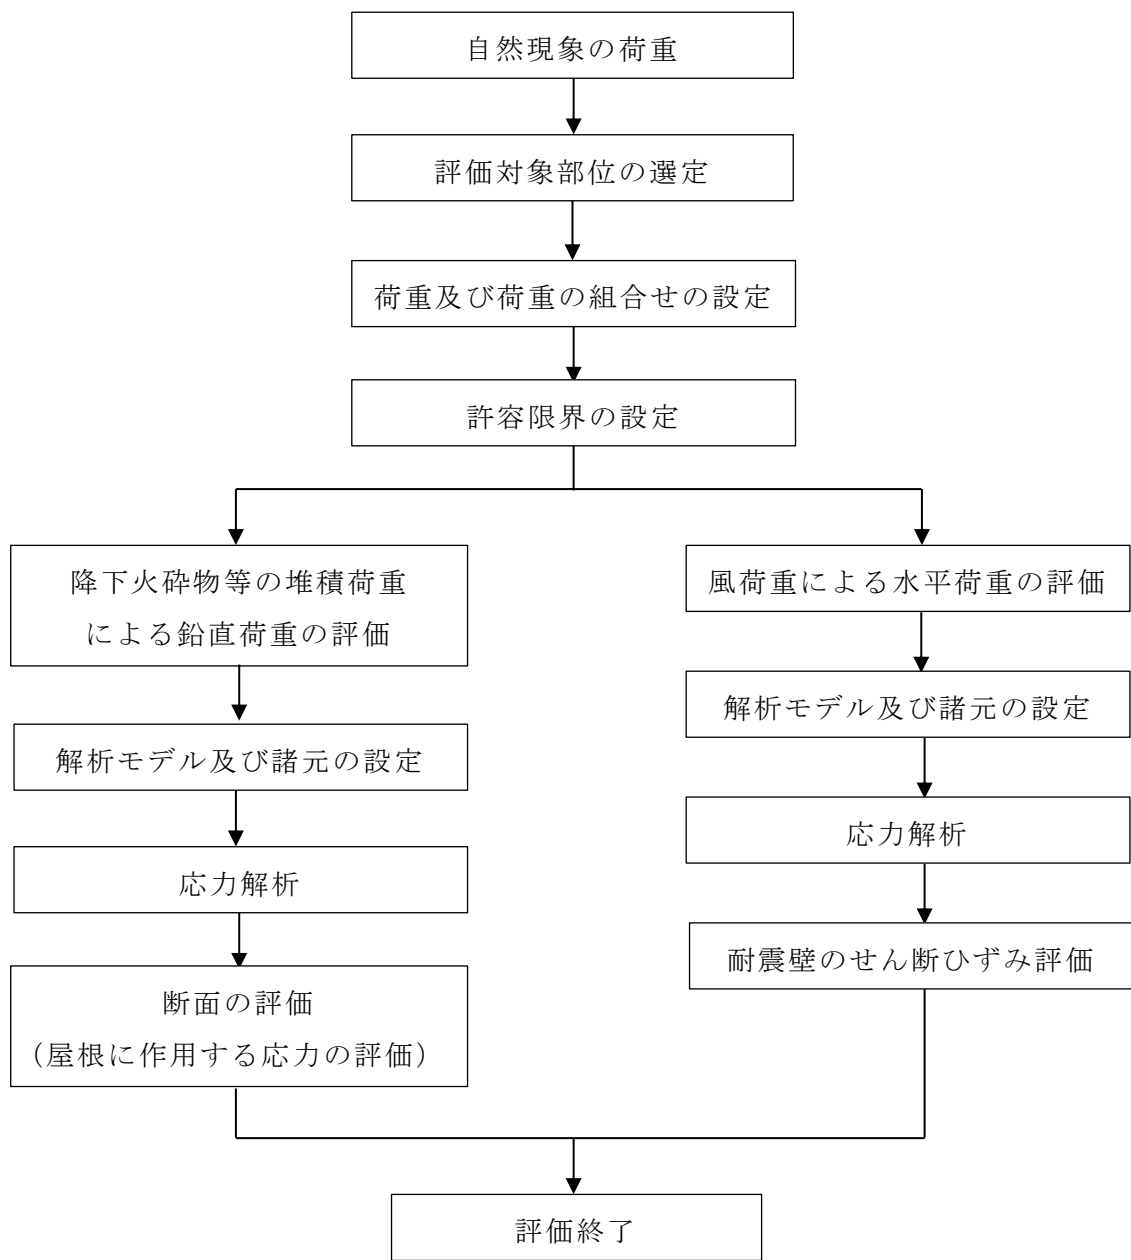 自然現象の荷重
評価対象部位の選定
荷重及び荷重の組合せの設定
許容限界の設定
降下火砕物等の堆積荷重
による鉛直荷重の評価
解析モデル及び諸元の設定
応力解析
断面の評価
（屋根に作用する応力の評価）
風荷重による水平荷重の評価
解析モデル及び諸元の設定
応力解析
耐震壁のせん断ひずみ評価
評価終了